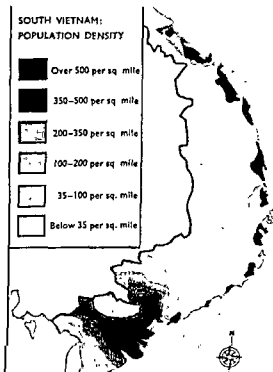 SOUTH VIETNAM:
POPULATION DENSITY
Over 500 per sq mile
350–500 per sq. mile
200–350 per sq. mile
100–200 per sq mile
35–100 per sq. mile
Below 35 per sq. mile
N